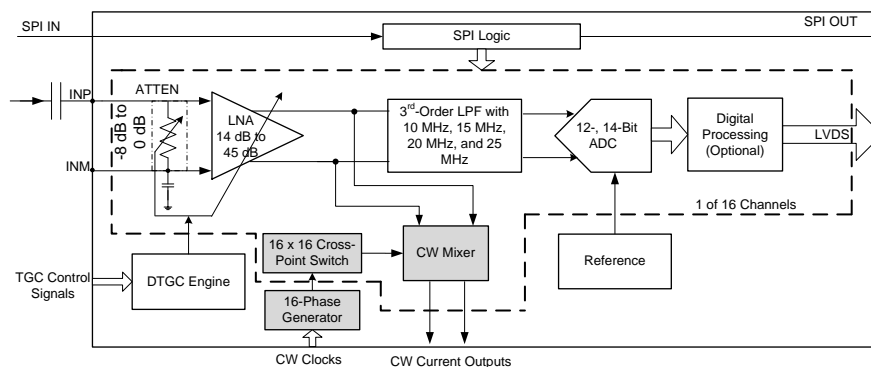 SPI IN
SPI OUT
SPI Logic
INP
ATTEN
-8 dB to
0 dB
INM
LNA
14 dB to
45 dB
3rd-Order LPF with
10 MHz, 15 MHz,
20 MHz, and 25
MHz
12-, 14-Bit
ADC
Digital
Processing
(Optional)
LVDS
1 of 16 Channels
16 x 16 Cross-
Point Switch
CW Mixer
Reference
TGC Control
Signals
DTGC Engine
16-Phase
Generator
CW Clocks
CW Current Outputs